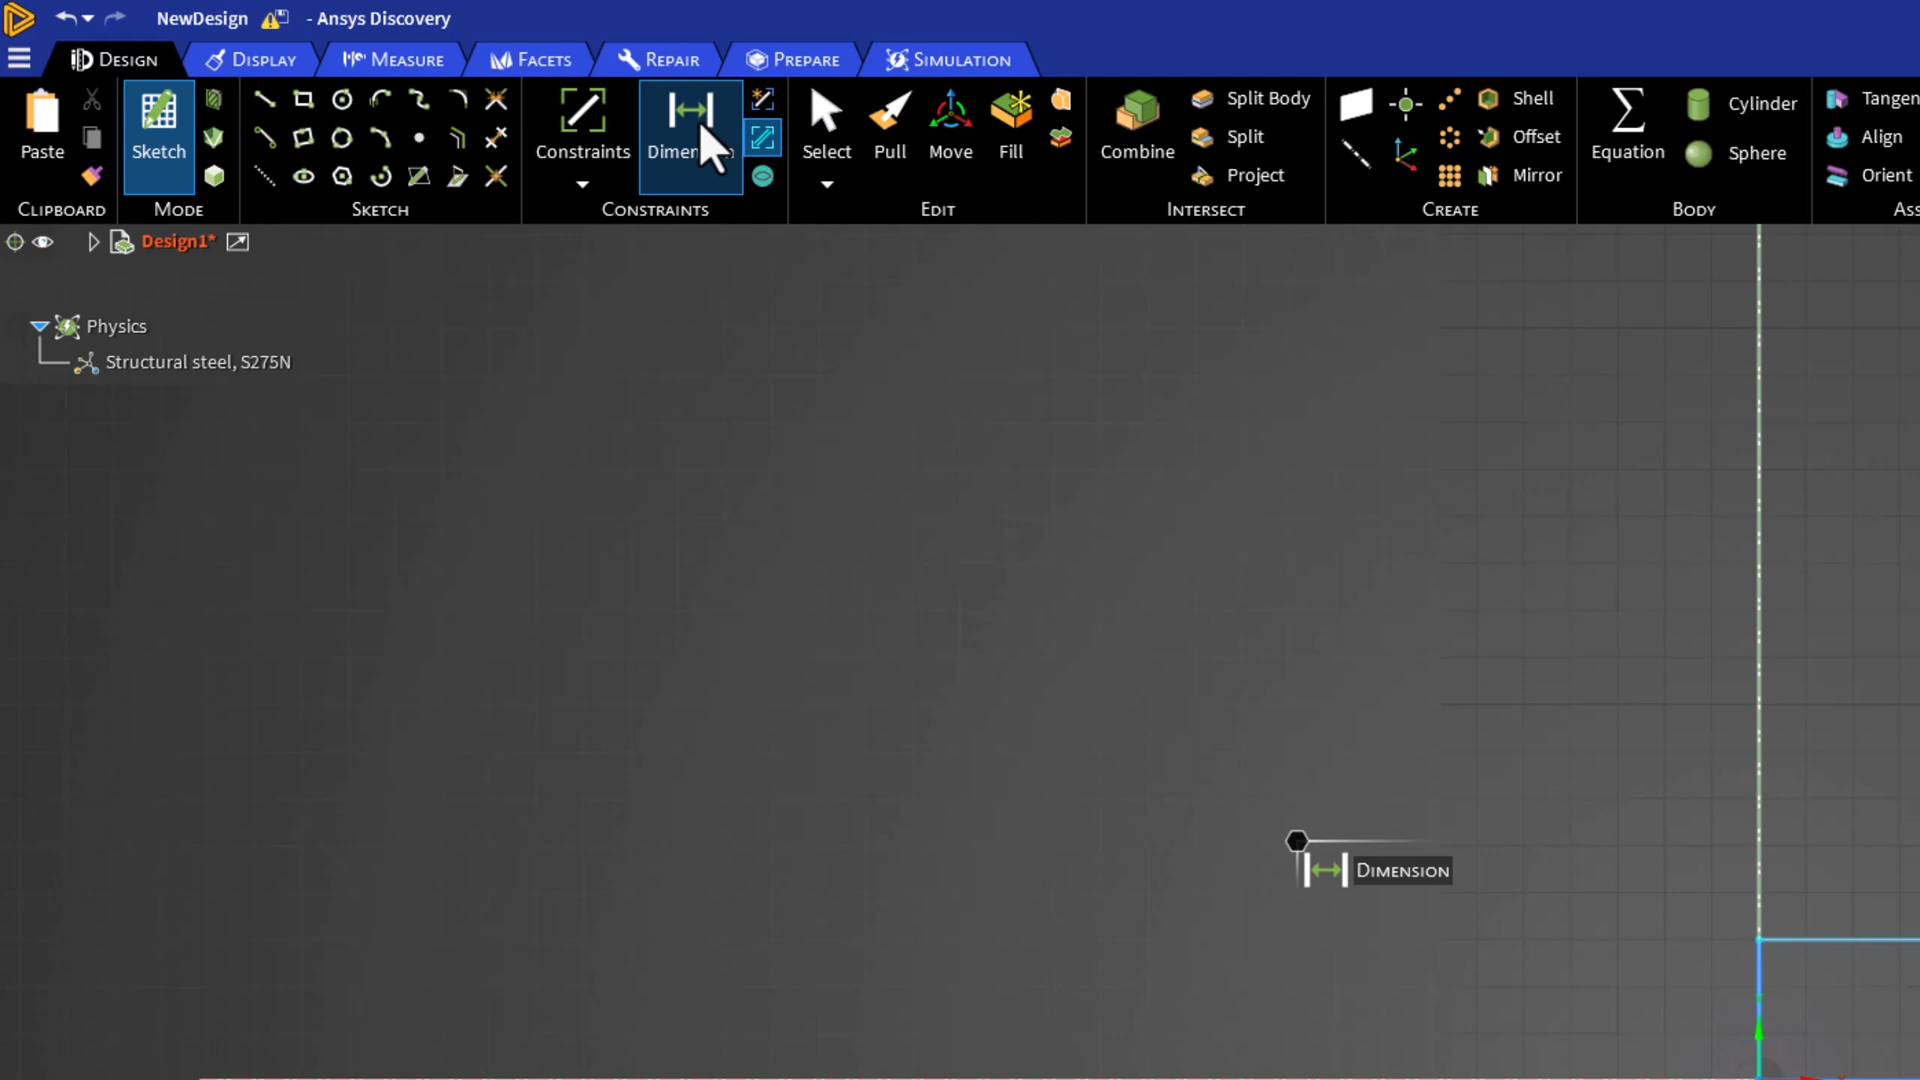 NewDesign - Ansys Discovery
DESIGN DISPLAY MEASURE FACETS REPAIR PREPARE SIMULATION
Split Body Shell Cylinder Tangen
Paste Sketch Constraints Select Pull Move Fill Combine Split Offset Equation Sphere Align
Project Mirror Orient
CLIPBOARD MODE SKETCH CONSTRAINTS EDIT INTERSECT CREATE BODY
Design1*
Physics
Structural steel, S275N
DIMENSION